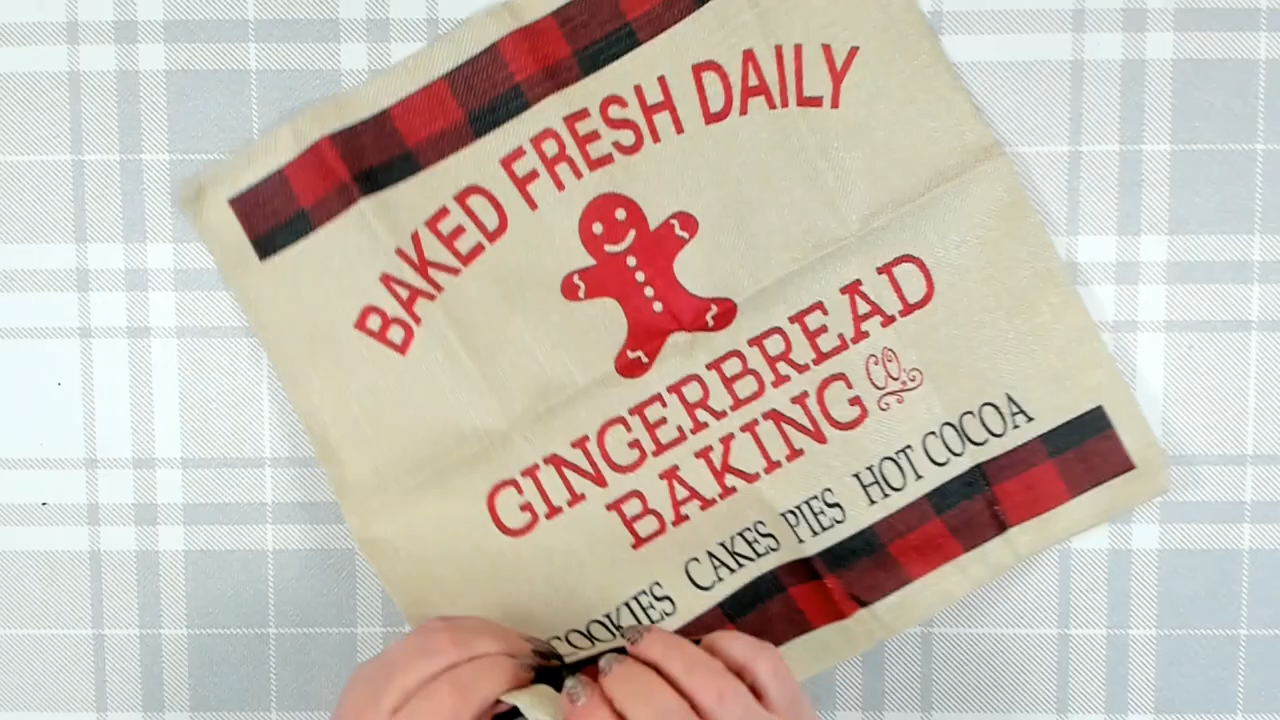 BAKED FRESH DAILY
GINGERBREAD
BAKING CO.
COOKIES CAKES PIES HOT COCOA